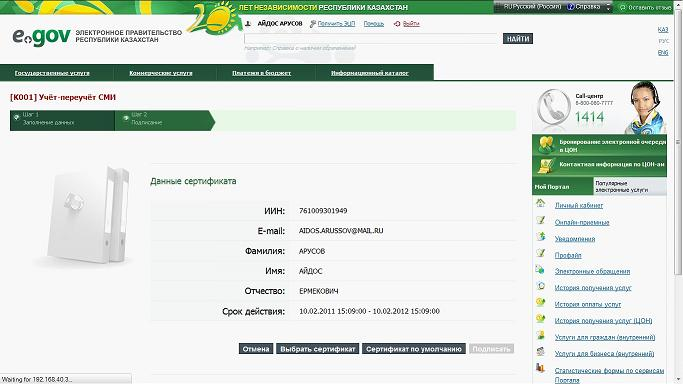 20 ЛЕТ НЕЗАВИСИМОСТИ РЕСПУБЛИКИ КАЗАХСТАН
RU Русский (Россия)
Справка
Оставить отзыв
e.gov
ЭЛЕКТРОННОЕ ПРАВИТЕЛЬСТВО
РЕСПУБЛИКИ КАЗАХСТАН
АЙДОС АРУСОВ
Получить ЭЦП
Помощь
Выйти
НАЙТИ
Например: Справка о наличии обременений
ҚАЗ
РУС
ENG
Государственные услуги
Коммерческие услуги
Платежи в бюджет
Информационный каталог
[K001] Учёт-переучёт СМИ
Шаг 1
Заполнение данных
Шаг 2
Подписание
Call-центр
8-800-080-7777
1414
Бронирование электронной очереди
в ЦОН
Контактная информация по ЦОН-ам
Мой Портал
Популярные
электронные услуги
Личный кабинет
Онлайн-приемные
Уведомления
Профайл
Электронные обращения
История получения услуг
История оплаты услуг
История получения услуг (ЦОН)
Услуги для граждан (внутренний)
Услуги для бизнеса (внутренний)
Статистические формы по сервисам
Портала
Данные сертификата
ИИН: 761009301949
E-mail: AIDOS.ARUSSOV@MAIL.RU
Фамилия: АРУСОВ
Имя: АЙДОС
Отчество: ЕРМЕКОВИЧ
Срок действия: 10.02.2011 15:09:00 - 10.02.2012 15:09:00
Отмена
Выбрать сертификат
Сертификат по умолчанию
Подписать
Waiting for 192.168.40.3...